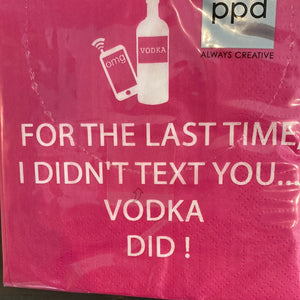 ppd
ALWAYS CREATIVE
VODKA
omg
FOR THE LAST TIME,
I DIDN'T TEXT YOU...
VODKA
DID !